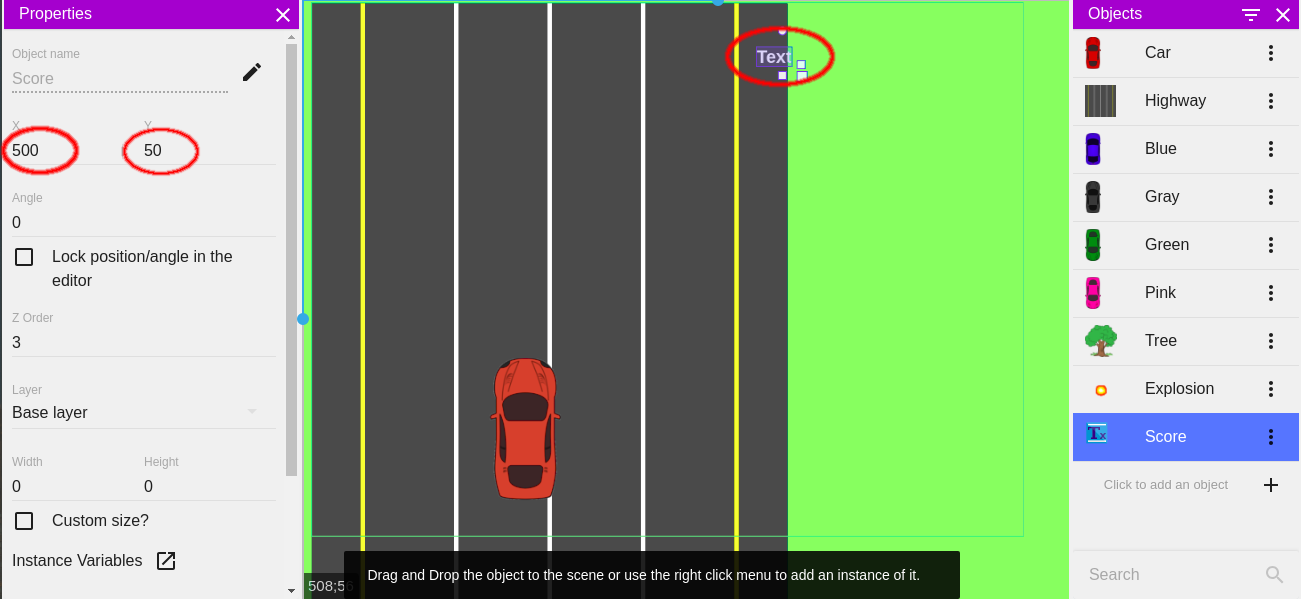 Properties
Object name
Score
X Y
500 50
Angle
0
Lock position/angle in the
editor
Z Order
3
Layer
Base layer
Width Height
0 0
Custom size?
Instance Variables
Text
Drag and Drop the object to the scene or use the right click menu to add an instance of it.
Objects
Car
Highway
Blue
Gray
Green
Pink
Tree
Explosion
Tx Score
Click to add an object
Search